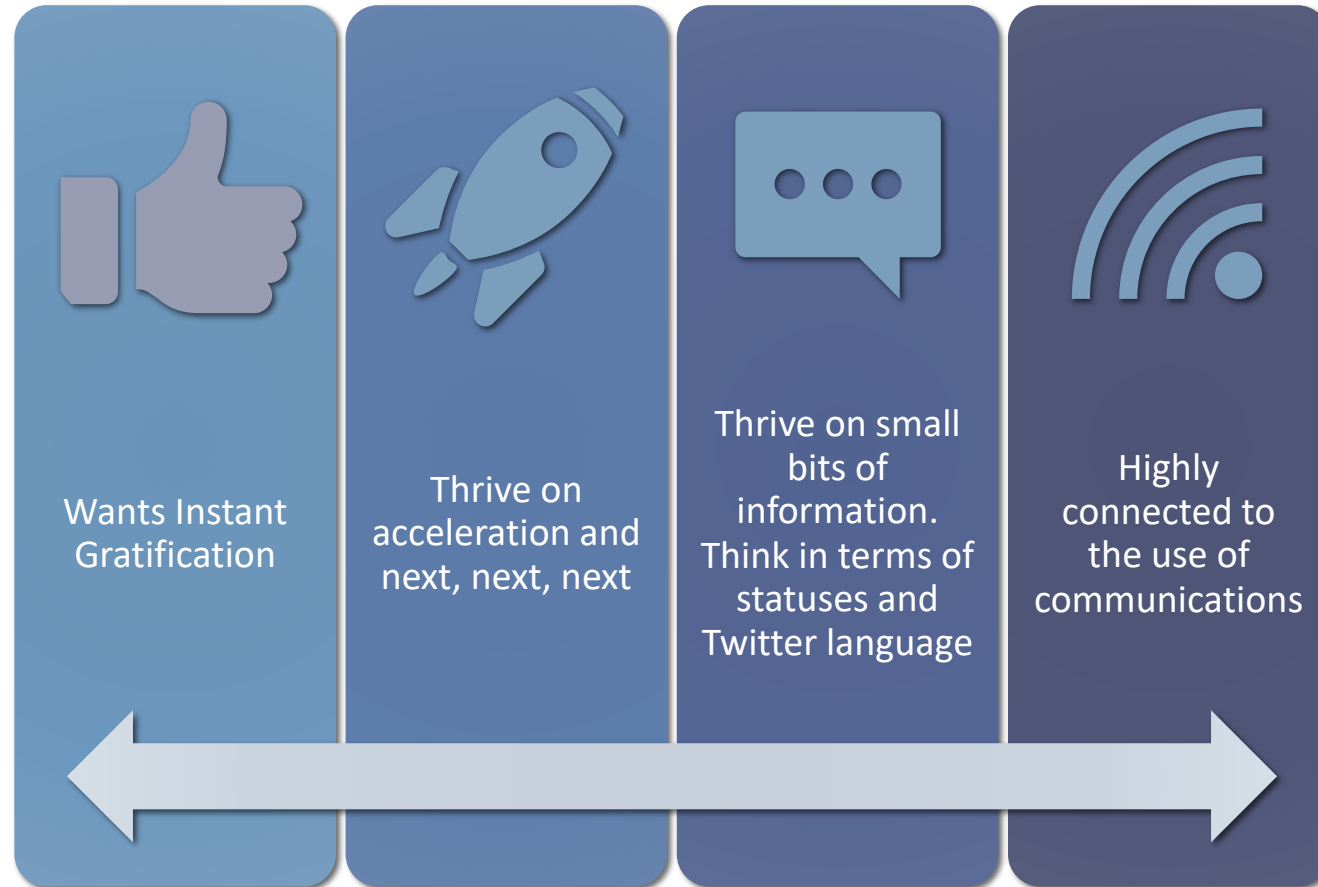 Wants Instant
Gratification
Thrive on
acceleration and
next, next, next
Thrive on small
bits of
information.
Think in terms of
statuses and
Twitter language
Highly
connected to
the use of
communications